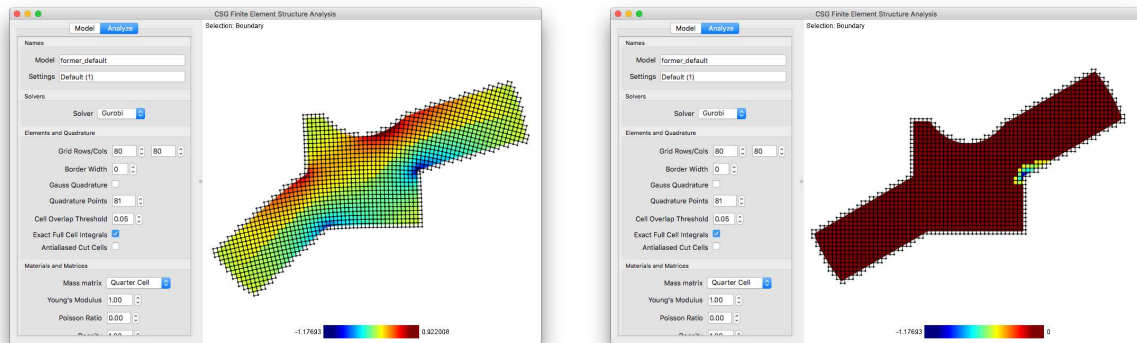 CSG Finite Element Structure Analysis
Selection: Boundary
Model Analyze
Names
Model former_default
Settings Default (1)
Solvers
Solver Gurobi
Elements and Quadrature
Grid Rows/Cols 80 80
Border Width 0
Gauss Quadrature
Quadrature Points 81
Cell Overlap Threshold 0.05
Exact Full Cell Integrals
Antialiased Cut Cells
Materials and Matrices
Mass matrix Quarter Cell
Young's Modulus 1.00
Poisson Ratio 0.00
-1.17693 0.922008
CSG Finite Element Structure Analysis
Selection: Boundary
Model Analyze
Names
Model former_default
Settings Default (1)
Solvers
Solver Gurobi
Elements and Quadrature
Grid Rows/Cols 80 80
Border Width 0
Gauss Quadrature
Quadrature Points 81
Cell Overlap Threshold 0.05
Exact Full Cell Integrals
Antialiased Cut Cells
Materials and Matrices
Mass matrix Quarter Cell
Young's Modulus 1.00
Poisson Ratio 0.00
-1.17693 0